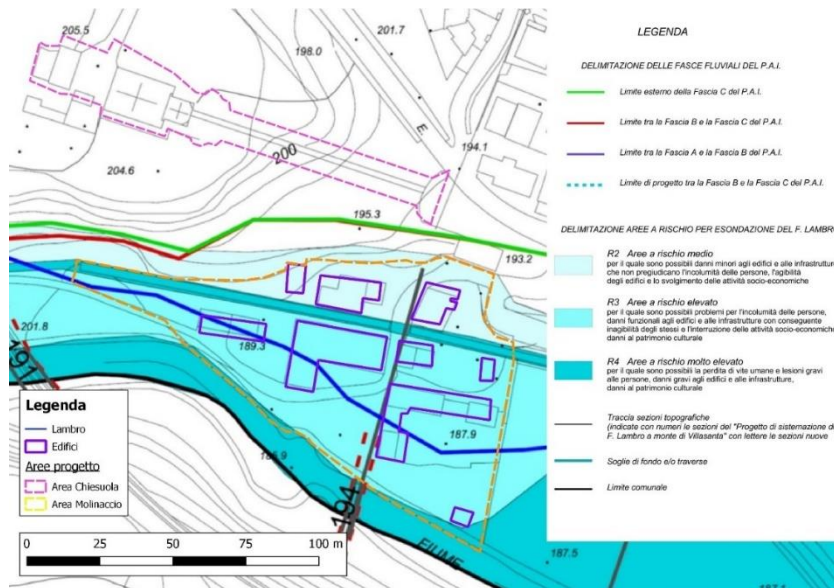 205.5
198.0
201.7
E.
204.6
200
194.1
195.3
193.2
201.8
191
189.3
187.9
185.9
194
FIUME
187.5
187.1
Legenda
Lambro
Edifici
Aree progetto
Area Chiesuola
Area Molinaccio
0 25 50 75 100 m
LEGENDA
DELIMITAZIONE DELLE FASCE FLUVIALI DEL P.A.I.
Limite esterno della Fascia C del P.A.I.
Limite tra la Fascia B e la Fascia C del P.A.I.
Limite tra la Fascia A e la Fascia B del P.A.I.
Limite di progetto tra la Fascia B e la Fascia C del P.A.I.
DELIMITAZIONE AREE A RISCHIO PER ESONDAZIONE DEL F. LAMBRO
R2 Aree a rischio medio
per il quale sono possibili danni minori agli edifici e alle infrastrutture
che non pregiudicano l'incolumità delle persone, l'agibilità
degli edifici e lo svolgimento delle attività socio-economiche
R3 Aree a rischio elevato
per il quale sono possibili problemi per l'incolumità delle persone,
danni funzionali agli edifici e alle infrastrutture con conseguente
inagibilità degli stessi e l'interruzione delle attività socio-economiche
danni al patrimonio culturale
R4 Area a rischio molto elevato
per il quale sono possibili la perdita di vite umane e lesioni gravi
alle persone, danni gravi agli edifici e alle infrastrutture,
danni al patrimonio culturale
Traccia sezioni topografiche
(indicate con numeri le sezioni del "Progetto di sistemazione del
F. Lambro a monte di Villasanta" con lettere le sezioni nuove
Soglie di fondo e/o traverse
Limite comunale